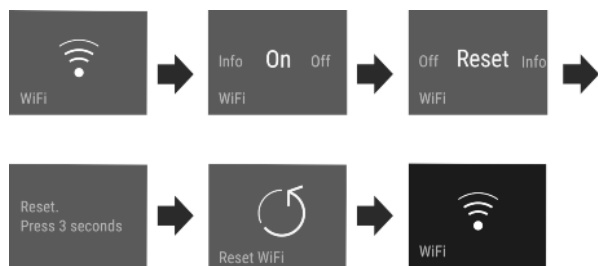 WiFi
Info On Off
WiFi
Off Reset Info
WiFi
Reset.
Press 3 seconds
Reset WiFi
WiFi